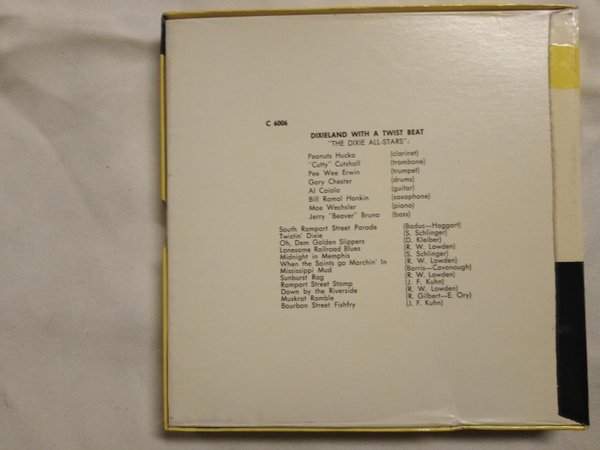 C 6006
DIXIELAND WITH A TWIST BEAT
"THE DIXIE ALL-STARS":
Peanuts Hucko (clarinet)
"Cutty" Cutshall (trombone)
Pee Wee Erwin (trumpet)
Gary Chester (drums)
Al Caiola (guitar)
Bill Ramal Hankin (saxophone)
Moe Wechsler (piano)
Jerry "Beaver" Bruno (bass)
South Rampart Street Parade (Baduc—Haggart)
Twistin' Dixie (S. Schlinger)
Oh, Dem Golden Slippers (D. Kleiber)
Lonesome Railroad Blues (R. W. Lowden)
Midnight in Memphis (S. Schlinger)
When the Saints go Marchin' In (R. W. Lowden)
Mississippi Mud (Barris—Cavanaugh)
Sunburst Rag (R. W. Lowden)
Rampart Street Stomp (J. F. Kuhn)
Down by the Riverside (R. W. Lowden)
Muskrat Ramble (R. Gilbert—E. Ory)
Bourbon Street Fishfry (J. F. Kuhn)